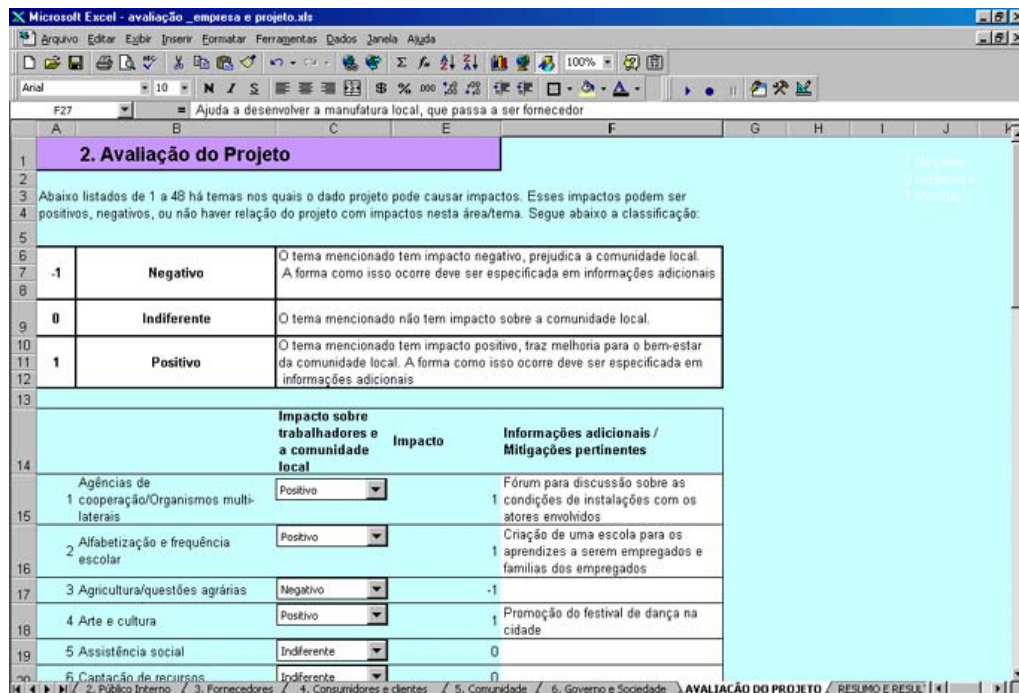 Microsoft Excel - avaliação _empresa e projeto.xls
Arquivo Editar Exibir Inserir Formatar Ferramentas Dados Janela Ajuda
100%
Arial 10 N I S
F27 = Ajuda a desenvolver a manufatura local, que passa a ser fornecedor
A B C E F G H I J K
1 2. Avaliação do Projeto
2
3 Abaixo listados de 1 a 48 há temas nos quais o dado projeto pode causar impactos. Esses impactos podem ser
4 positivos, negativos, ou não haver relação do projeto com impactos nesta área/tema. Segue abaixo a classificação:
5
6 O tema mencionado tem impacto negativo, prejudica a comunidade local.
7 -1 Negativo A forma como isso ocorre deve ser especificada em informações adicionais
8
9 0 Indiferente O tema mencionado não tem impacto sobre a comunidade local.
10 O tema mencionado tem impacto positivo, traz melhoria para o bem-estar
11 1 Positivo da comunidade local. A forma como isso ocorre deve ser especificada em
12 informações adicionais
13
Impacto sobre
trabalhadores e
a comunidade
local
Impacto
Informações adicionais /
Mitigações pertinentes
14
Agências de
1 cooperação/Organismos multi-
laterais
Positivo
1
Fórum para discussão sobre as
condições de instalações com os
atores envolvidos
15
2 Alfabetização e frequência
escolar
Positivo
1
Criação de uma escola para os
aprendizes a serem empregados e
familias dos empregados
16
17 3 Agricultura/questões agrárias Negativo -1
18 4 Arte e cultura Positivo 1
Promoção do festival de dança na
cidade
19 5 Assistência social Indiferente 0
20 6 Captação de recursos Indiferente 0
2. Público Interno / 3. Fornecedores / 4. Consumidores e clientes / 5. Comunidade / 6. Governo e Sociedade \ AVALIAÇÃO DO PROJETO / RESUMO E RESUL